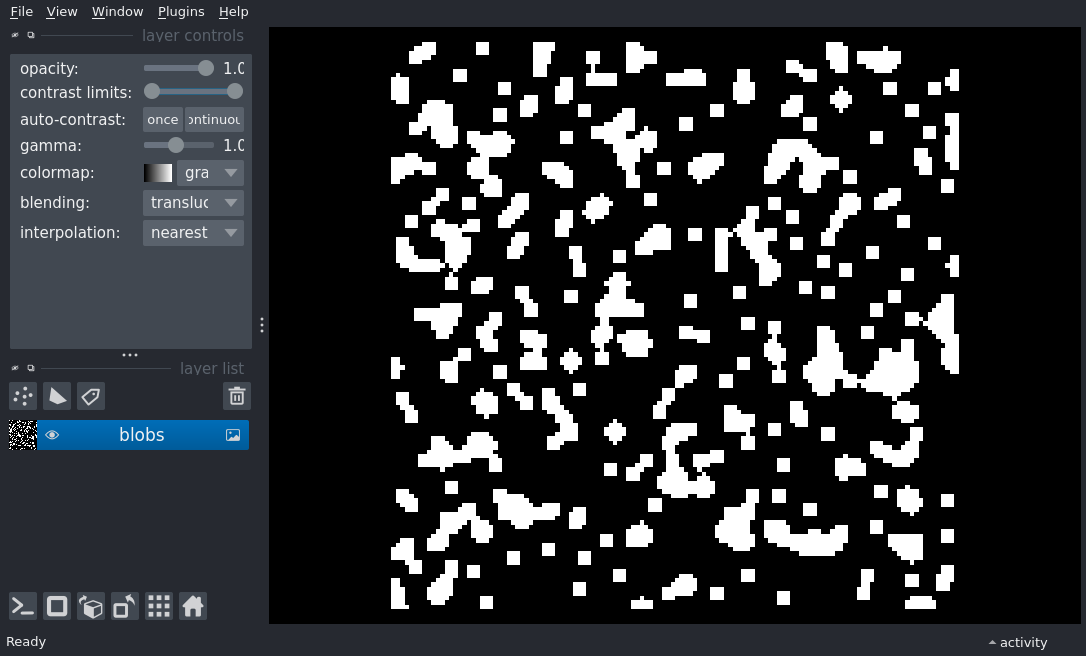 File View Window Plugins Help
layer controls
opacity: 1.0
contrast limits:
auto-contrast: once ontinuou
gamma: 1.0
colormap: gra
blending: transluc
interpolation: nearest
layer list
blobs
Ready
activity